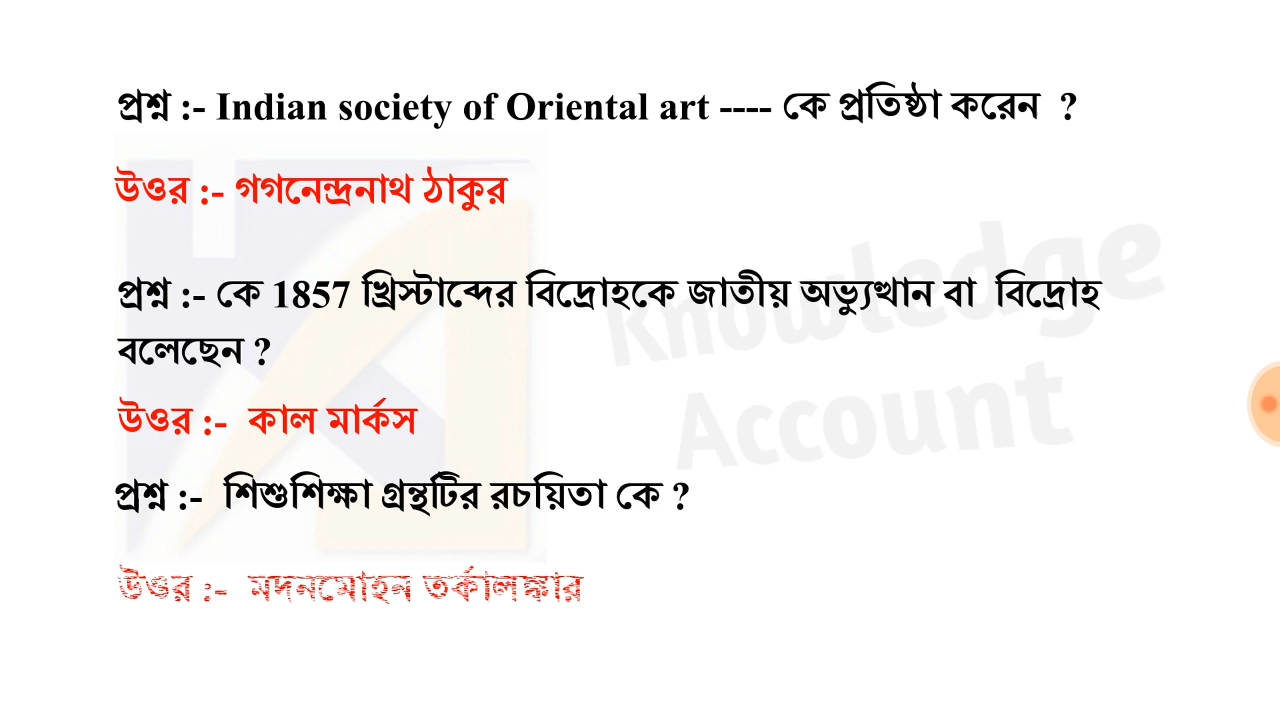 প্রশ্ন :- Indian society of Oriental art ---- কে প্রতিষ্ঠা করেন ?
উওর :- গগনেন্দ্রনাথ ঠাকুর
প্রশ্ন :- কে 1857 খ্রিস্টাব্দের বিদ্রোহকে জাতীয় অভ্যুত্থান বা বিদ্রোহ
বলেছেন ?
উওর :- কাল মার্কস
প্রশ্ন :- শিশুশিক্ষা গ্রন্থটির রচয়িতা কে ?
উওর :- মদনমোহন তর্কালঙ্কার
Knowledge
Account